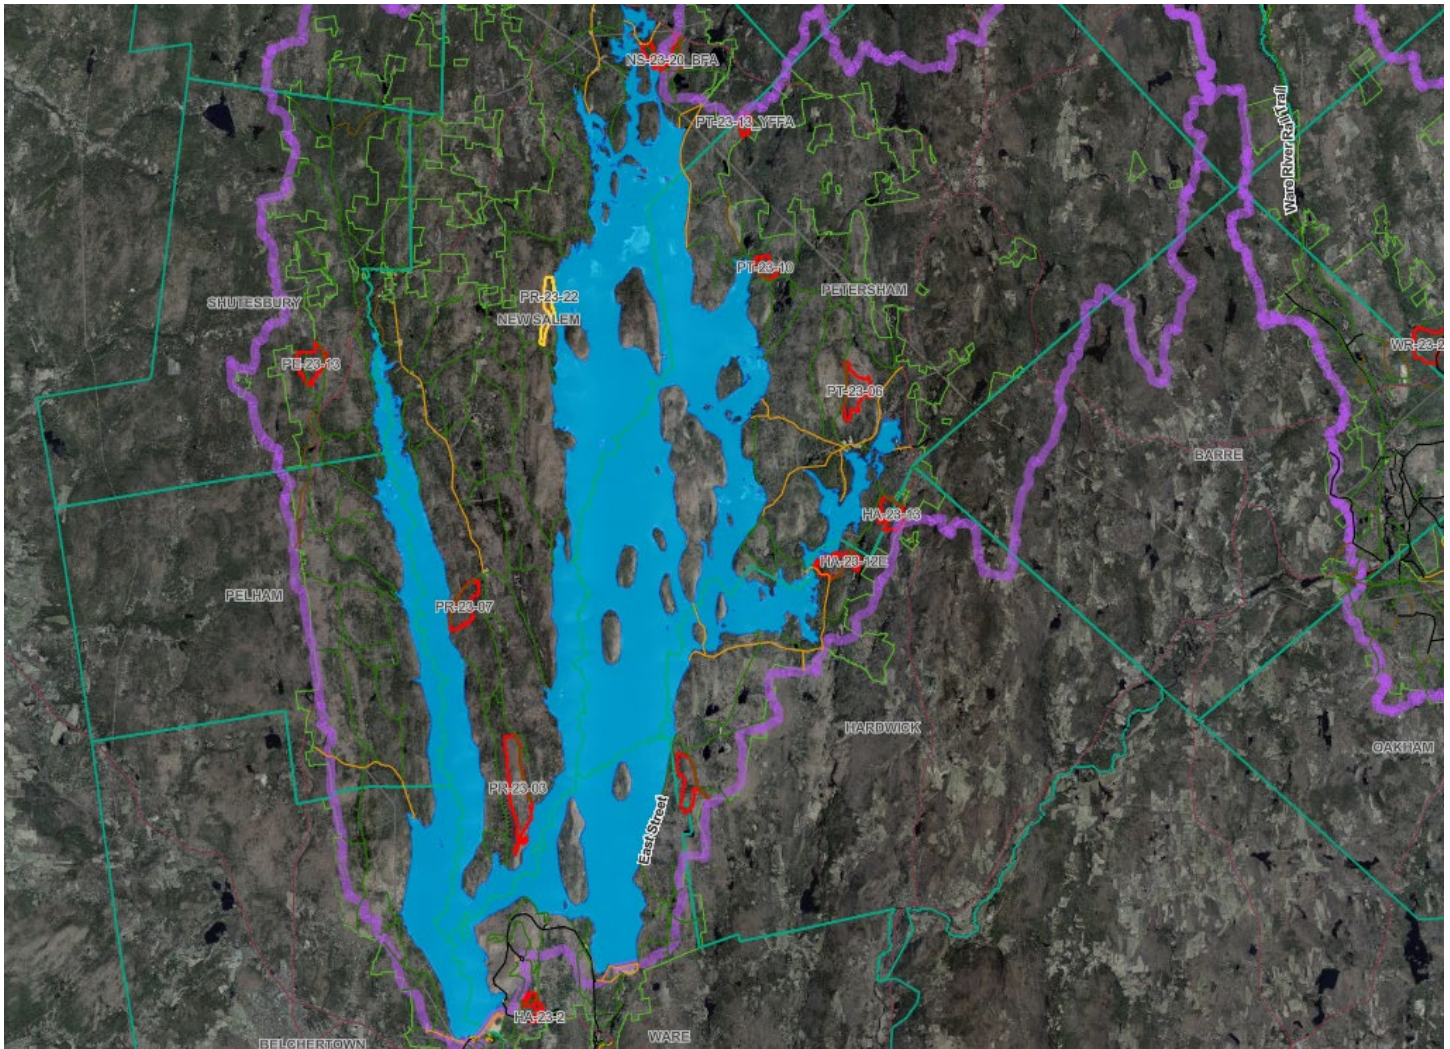 NS-23-20_BFA
PT-23-13_YFFA
Ware River Rail Trail
PT-23-10
PETERSHAM
SHUTESBURY
PR-23-22
NEW SALEM
WR-23-2
PE-23-13
PT-23-06
BARRE
HA-23-13
HA-23-12E
PELHAM
PR-23-07
HARDWICK
OAKHAM
PR-23-03
East Street
HA-23-2
WARE
BELCHERTOWN